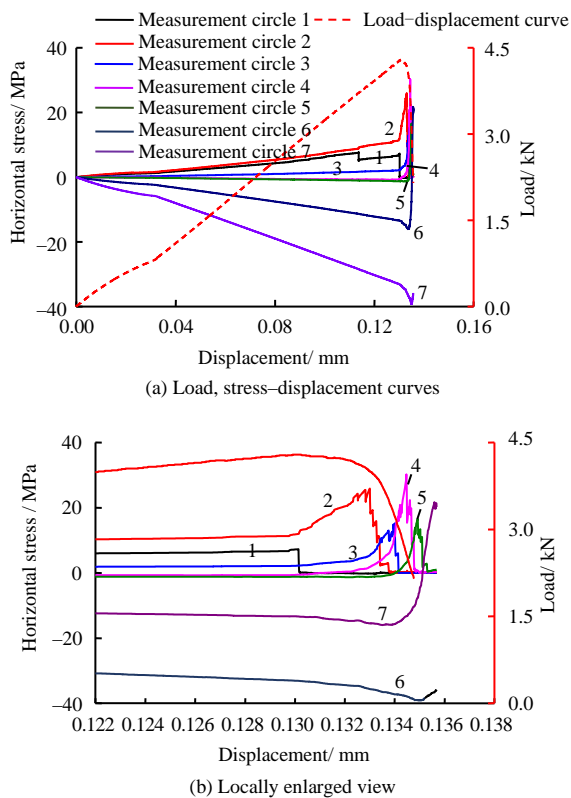 Measurement circle 1
Load–displacement curve
Measurement circle 2
Measurement circle 3
Measurement circle 4
Measurement circle 5
Measurement circle 6
Measurement circle 7
Horizontal stress/ MPa
40
20
0
–20
–40
4.5
3.0
1.5
0.0
Load/ kN
2
1
3
4
5
6
7
7
0.00 0.04 0.08 0.12 0.16
Displacement/ mm
(a) Load, stress–displacement curves
Horizontal stress / MPa
40
20
0
–20
–40
4.5
3.0
1.5
0.0
Load/ kN
4
2
5
1
3
7
6
0.122 0.124 0.126 0.128 0.130 0.132 0.134 0.136 0.138
Displacement/ mm
(b) Locally enlarged view